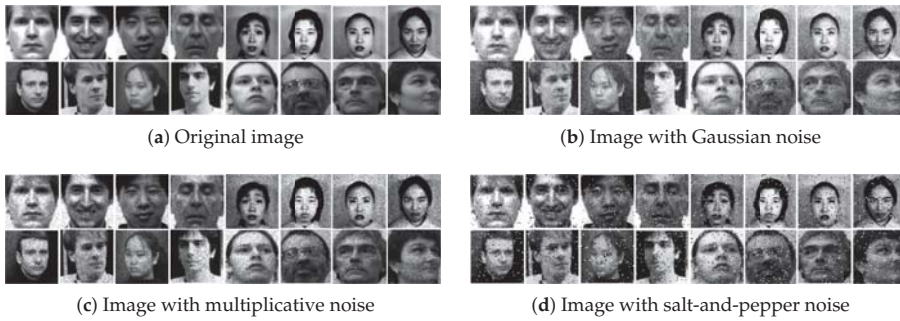 (a) Original image
(b) Image with Gaussian noise
(c) Image with multiplicative noise
(d) Image with salt-and-pepper noise